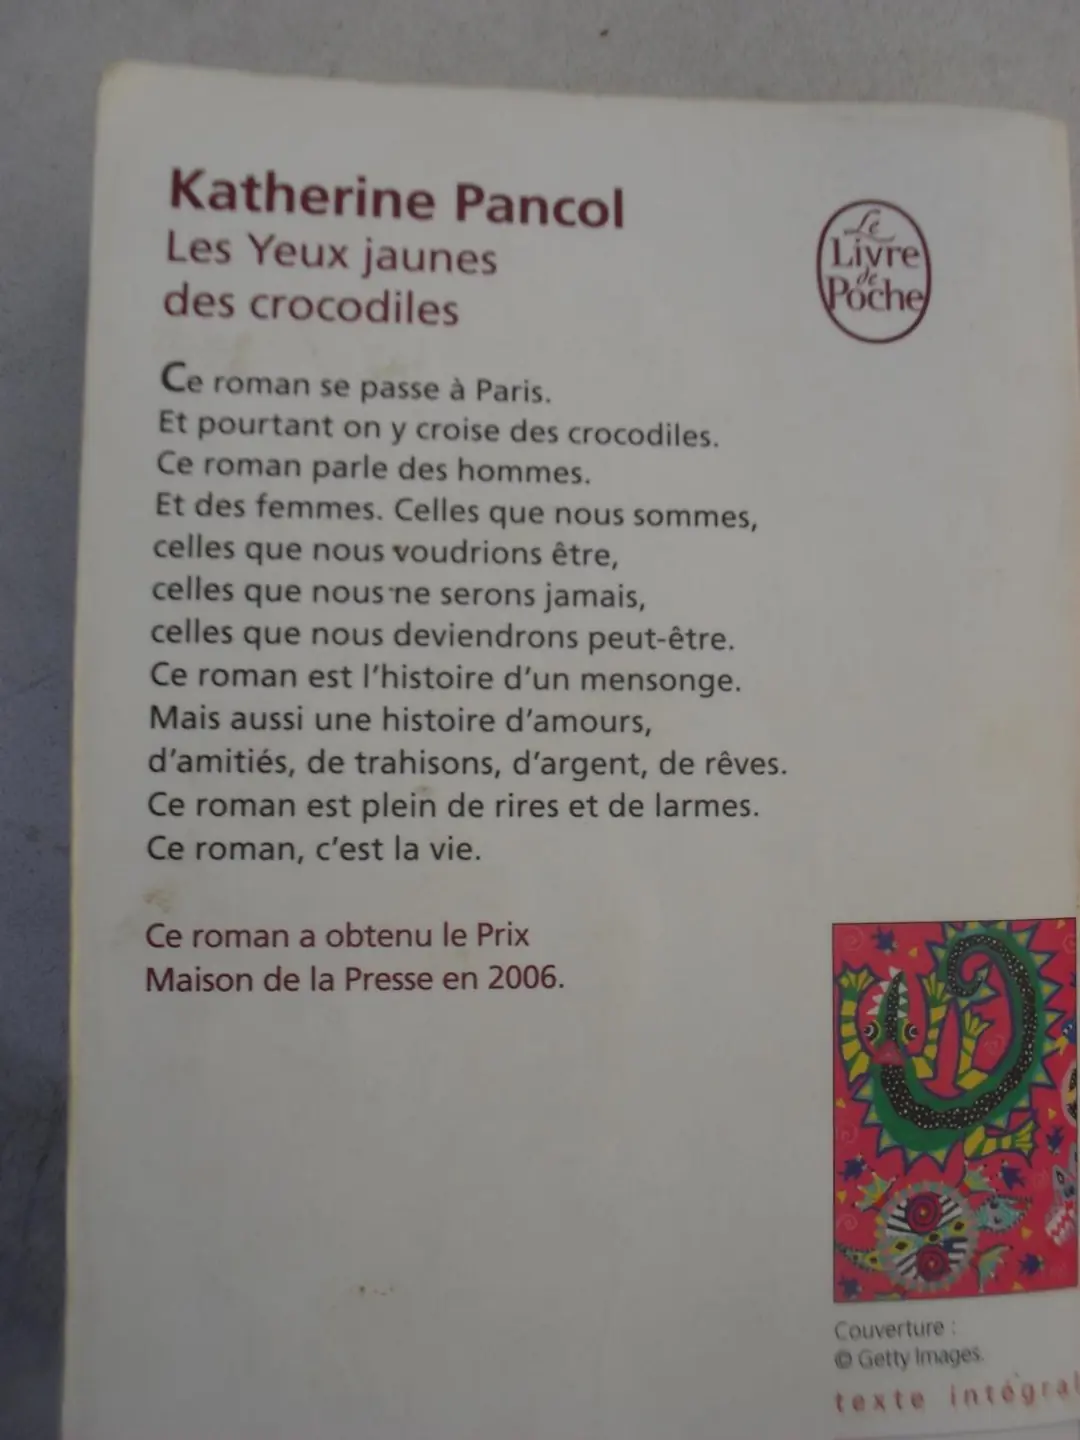 Katherine Pancol
Les Yeux jaunes
des crocodiles
Le
Livre
de
Poche
Ce roman se passe à Paris.
Et pourtant on y croise des crocodiles.
Ce roman parle des hommes.
Et des femmes. Celles que nous sommes,
celles que nous voudrions être,
celles que nous ne serons jamais,
celles que nous deviendrons peut-être.
Ce roman est l'histoire d'un mensonge.
Mais aussi une histoire d'amours,
d'amitiés, de trahisons, d'argent, de rêves.
Ce roman est plein de rires et de larmes.
Ce roman, c'est la vie.
Ce roman a obtenu le Prix
Maison de la Presse en 2006.
Couverture :
© Getty Images.
texte intégral